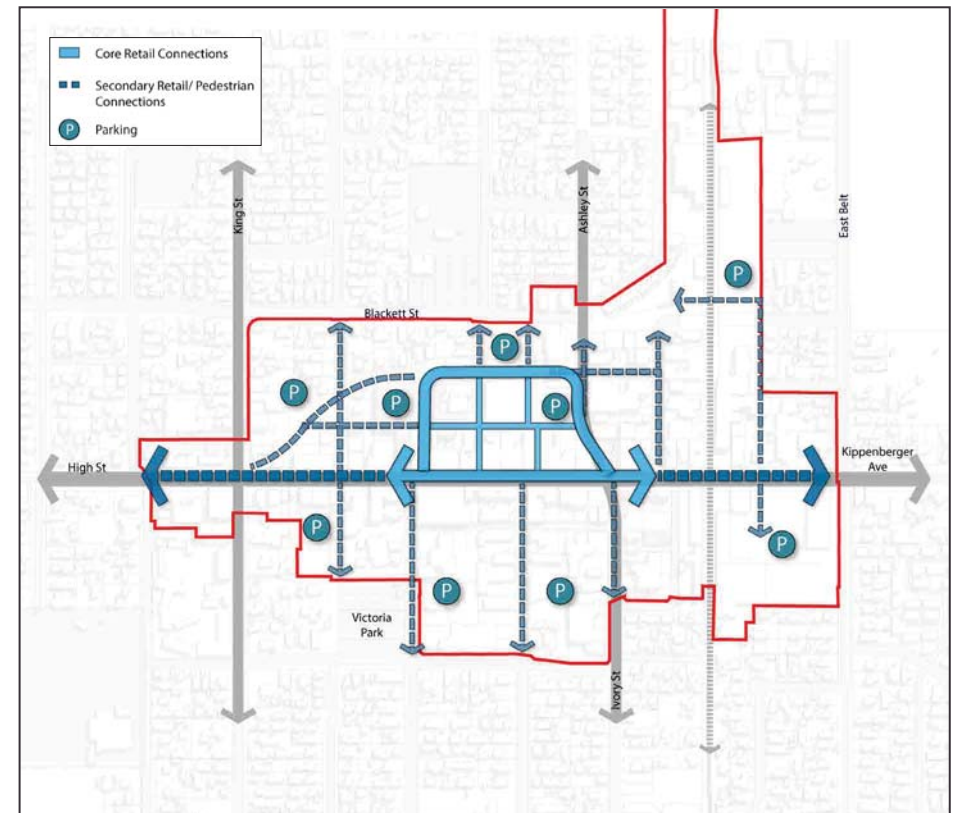 Core Retail Connections
Secondary Retail/ Pedestrian
Connections
P Parking
King St
Ashley St
East Belt
P
Blackett St
P
P
P
P
High St
Kippenberger
Ave
P
P
P
P
Victoria
Park
Ivory St